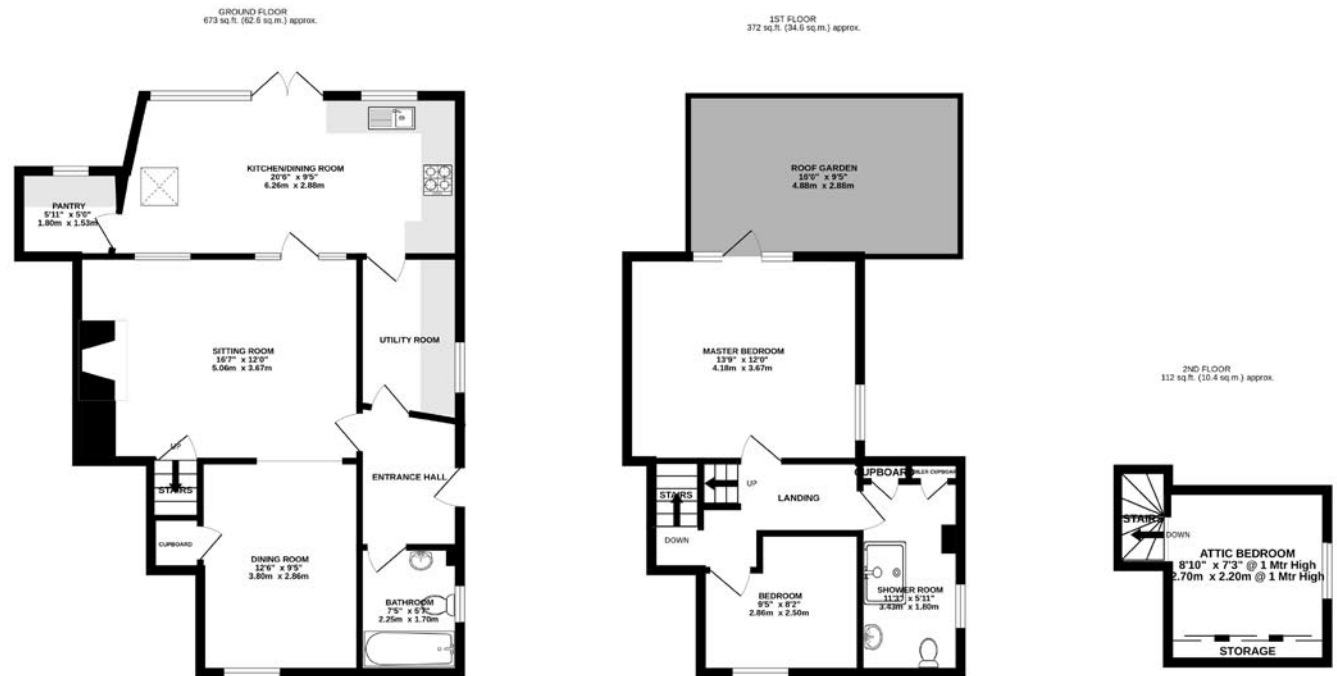 GROUND FLOOR
673 sq.ft. (62.6 sq.m.) approx.
KITCHEN/DINING ROOM
20'6" x 9'5"
6.26m x 2.88m
PANTRY
5'11" x 5'0"
1.80m x 1.53m
SITTING ROOM
16'7" x 12'0"
5.06m x 3.67m
UTILITY ROOM
UP
STAIRS
ENTRANCE HALL
CUPBOARD
DINING ROOM
12'6" x 9'5"
3.80m x 2.86m
BATHROOM
7'5" x 5'7"
2.25m x 1.70m
1ST FLOOR
372 sq.ft. (34.6 sq.m.) approx.
ROOF GARDEN
16'0" x 9'5"
4.88m x 2.88m
MASTER BEDROOM
13'9" x 12'0"
4.18m x 3.67m
CUPBOARD
CUPBOARD
STAIRS
UP
LANDING
DOWN
BEDROOM
9'5" x 8'2"
2.86m x 2.50m
SHOWER ROOM
11'3" x 5'11"
3.43m x 1.80m
2ND FLOOR
112 sq.ft. (10.4 sq.m.) approx.
STAIRS
DOWN
ATTIC BEDROOM
8'10" x 7'3" @ 1 Mtr High
2.70m x 2.20m @ 1 Mtr High
STORAGE